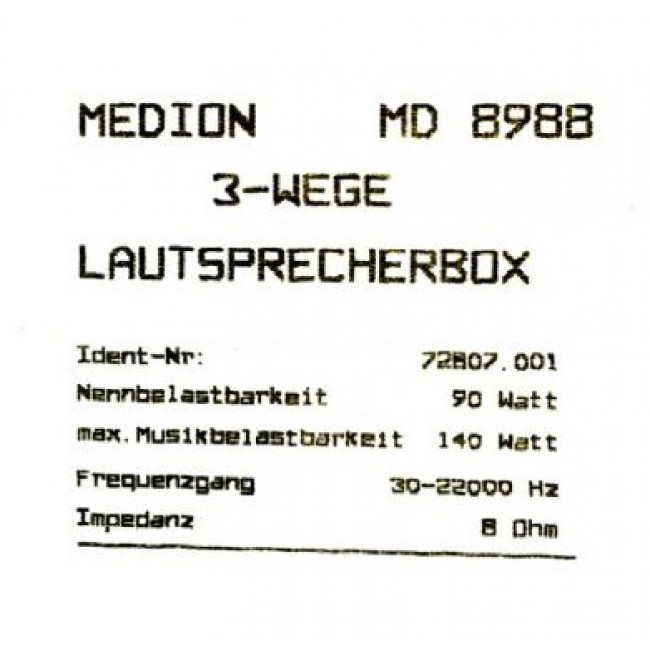 MEDION MD 8988
3-WEGE
LAUTSPRECHERBOX
Ident-Nr: 72807.001
Nennbelastbarkeit 90 Watt
max.Musikbelastbarkeit 140 Watt
Frequenzgang 30-22000 Hz
Impedanz 8 Ohm